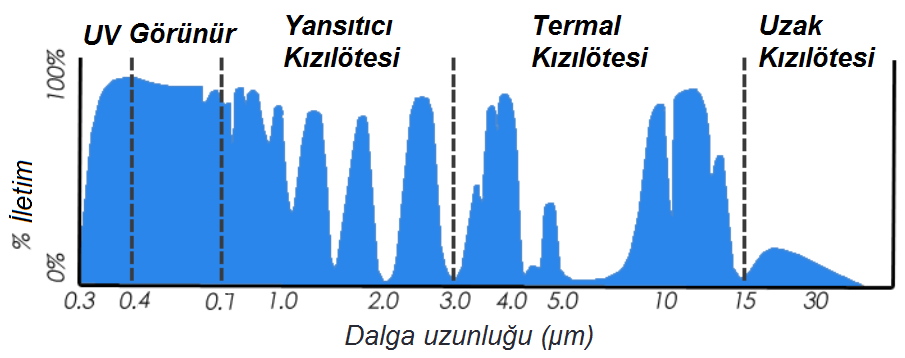 UV Görünür
Yansıtıcı
Kızılötesi
Termal
Kızılötesi
Uzak
Kızılötesi
100%
% İletim
0%
0.3 0.4 0.7 1.0 2.0 3.0 4.0 5.0 10 15 30
Dalga uzunluğu (µm)